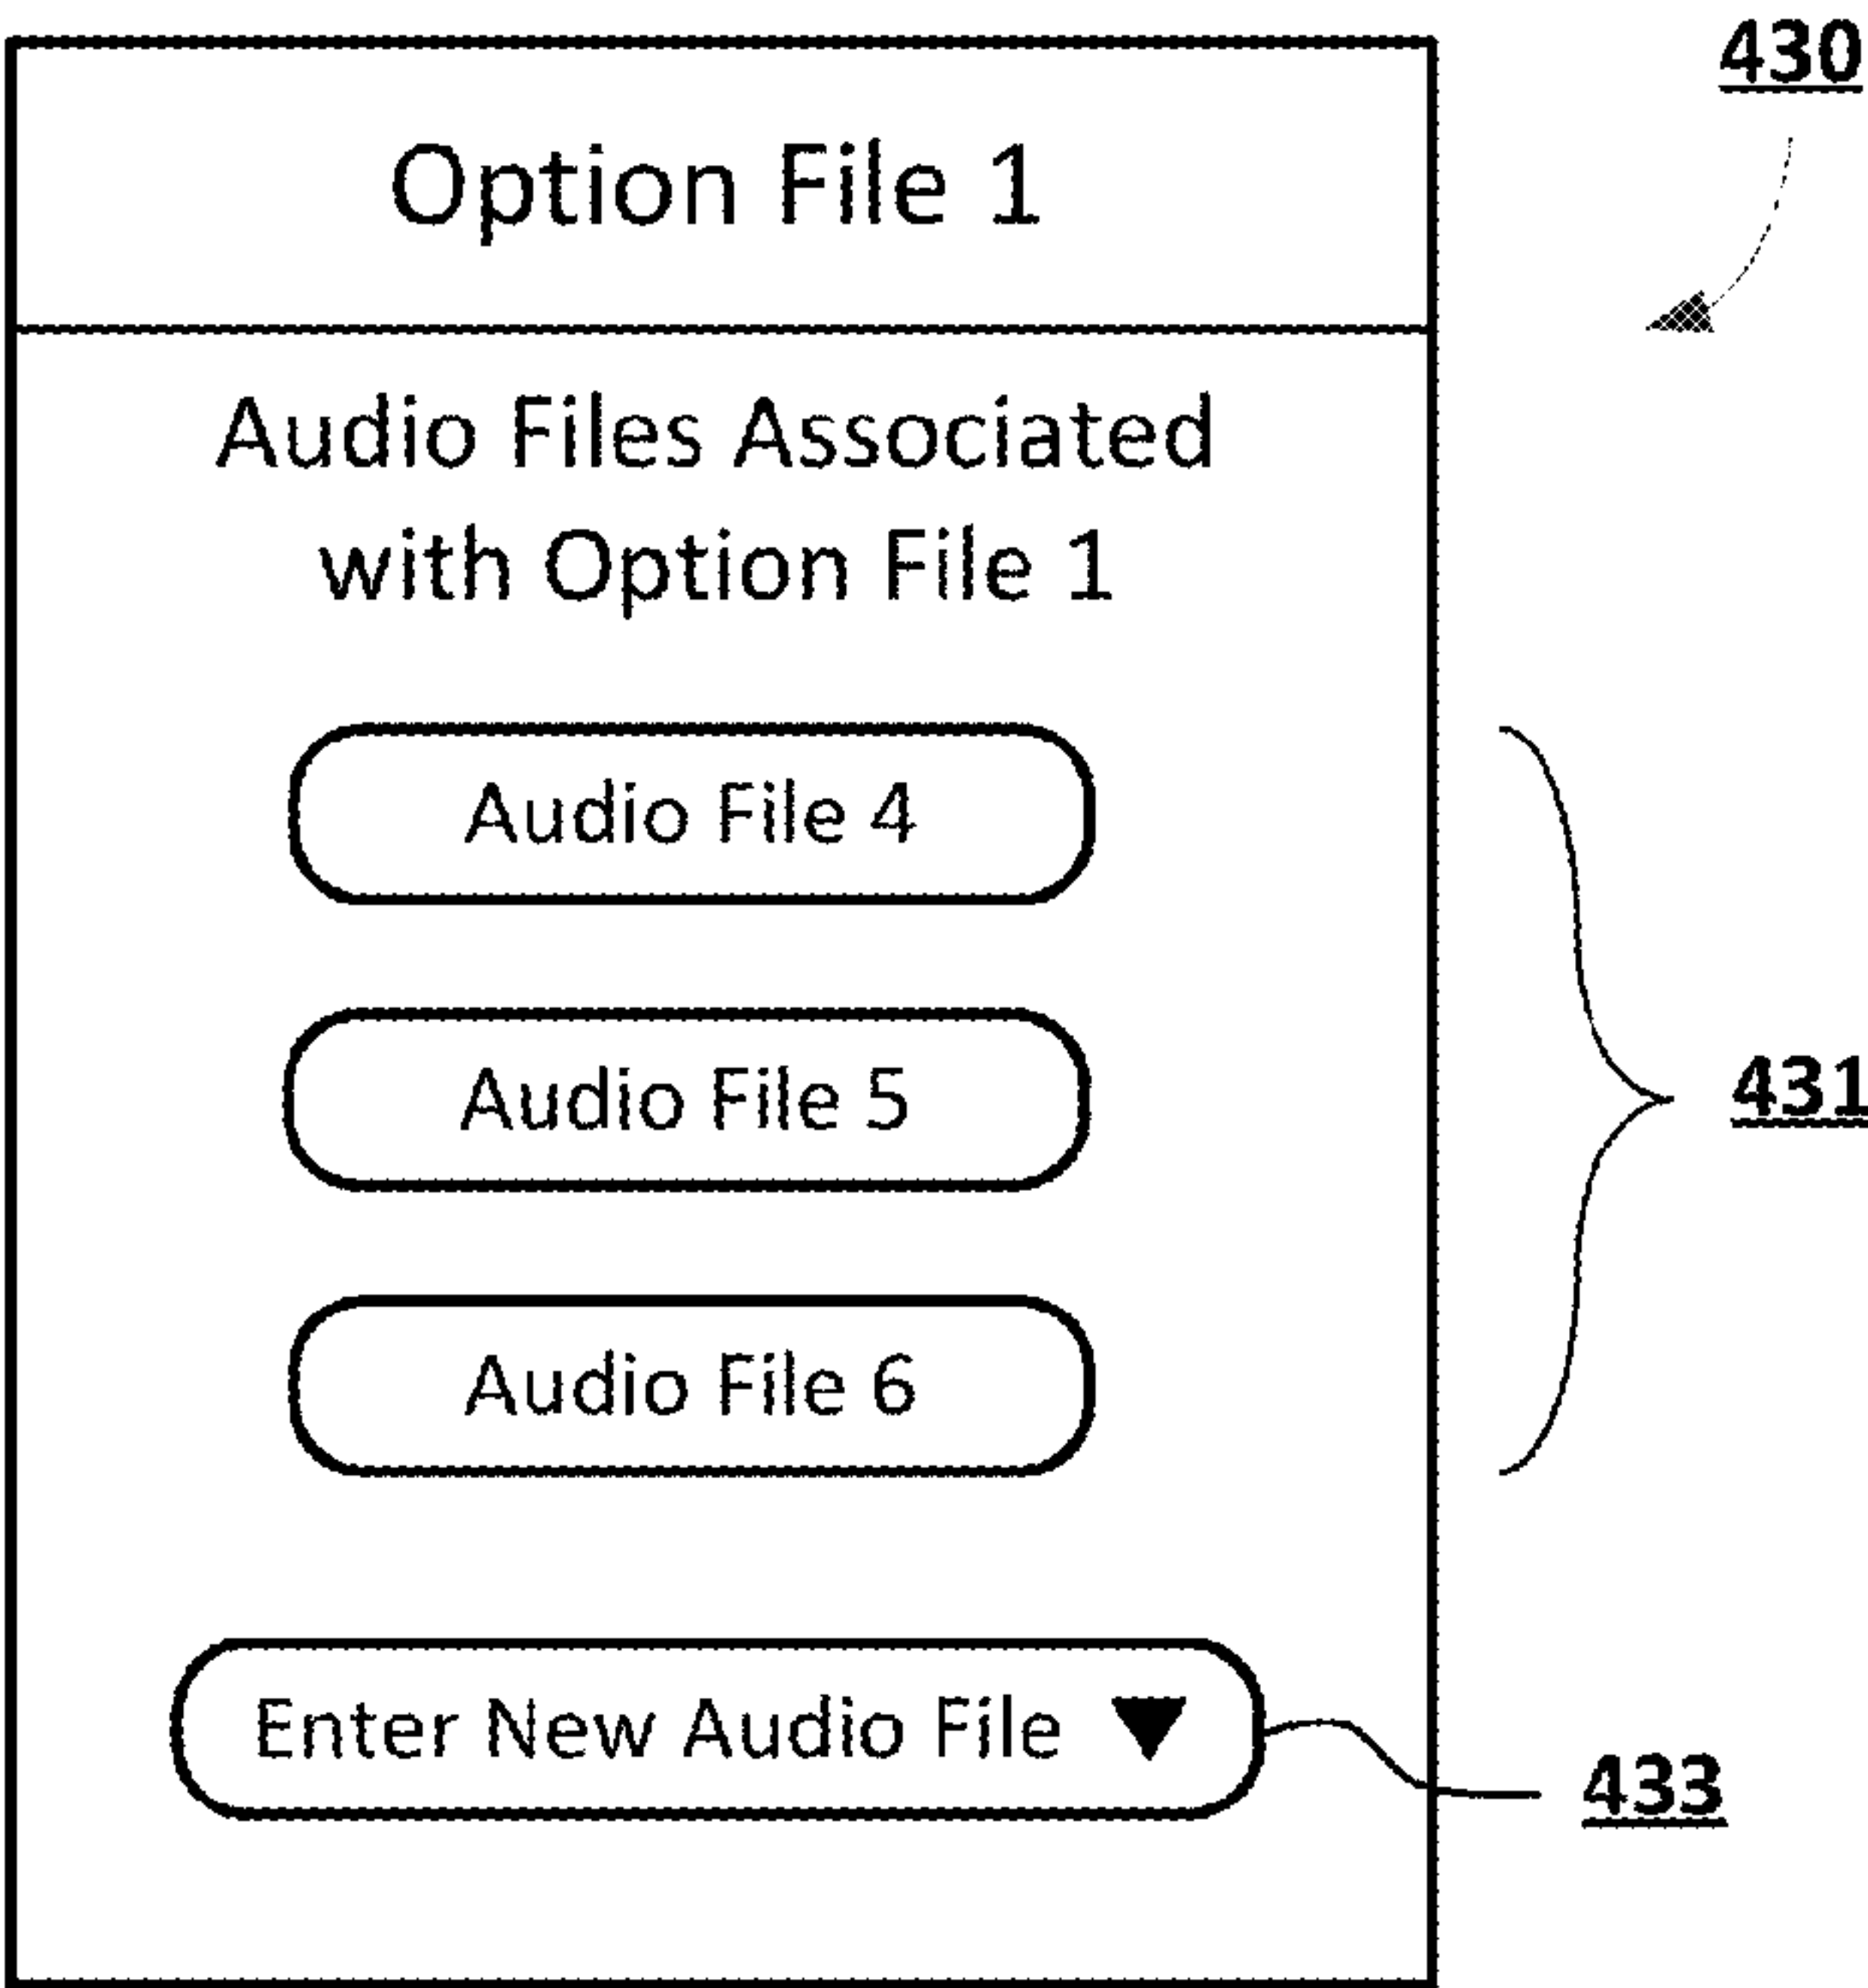 430
Option File 1
Audio Files Associated
with Option File 1
Audio File 4
Audio File 5
431
Audio File 6
Enter New Audio File
433